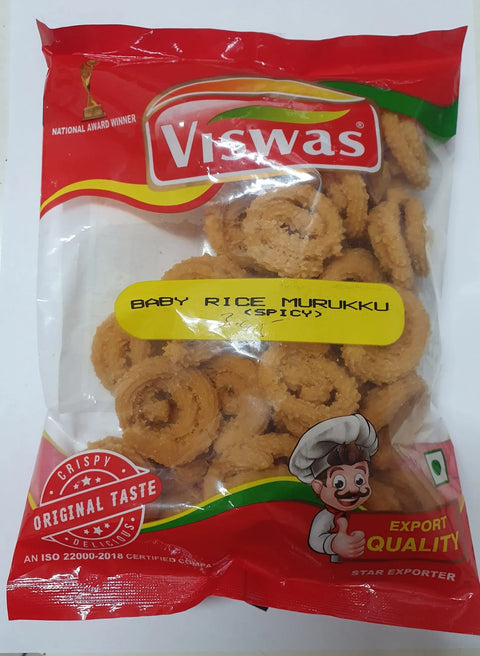 NATIONAL AWARD WINNER
VISWAS®
BABY RICE MURUKKU
(SPICY)
CRISPY
ORIGINAL TASTE
DELICIOUS
AN ISO 22000-2018 CERTIFIED
EXPORT
QUALITY
STAR EXPORTER